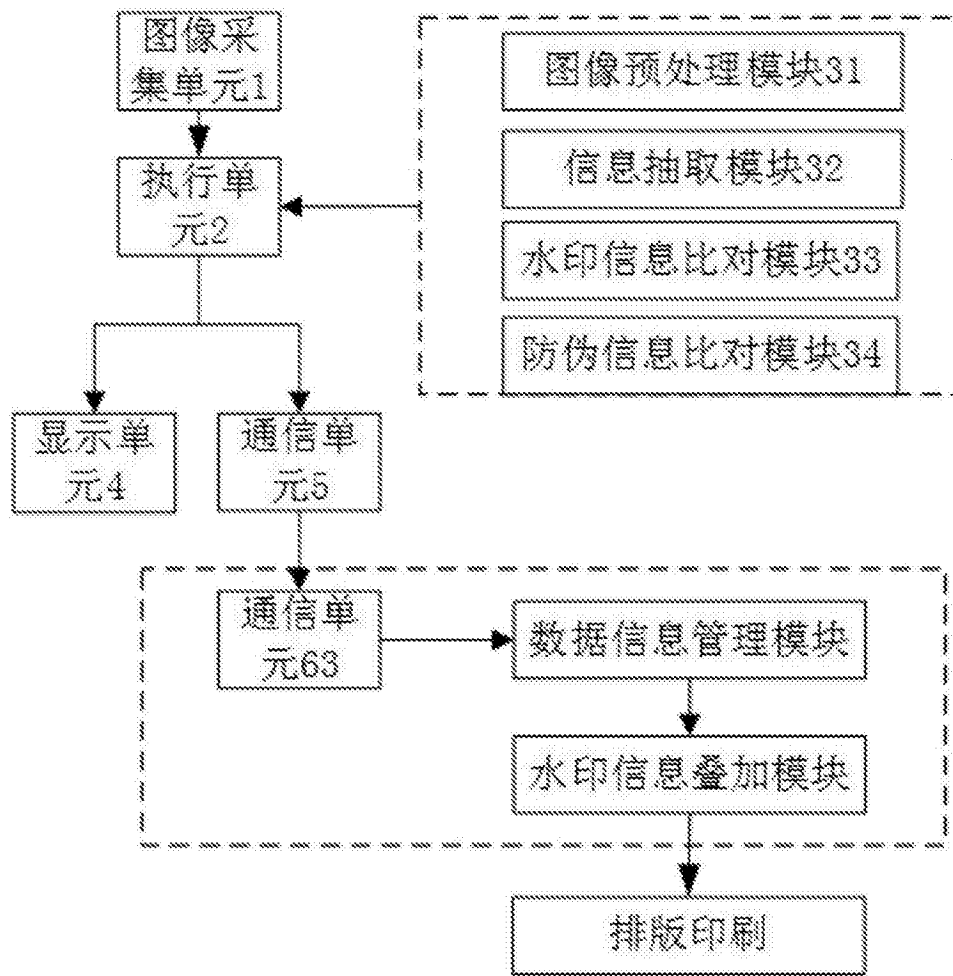 图像采
集单元1
图像预处理模块31
信息抽取模块32
执行单
元2
水印信息比对模块33
防伪信息比对模块34
显示单
元4
通信单
元5
通信单
元63
数据信息管理模块
水印信息叠加模块
排版印刷